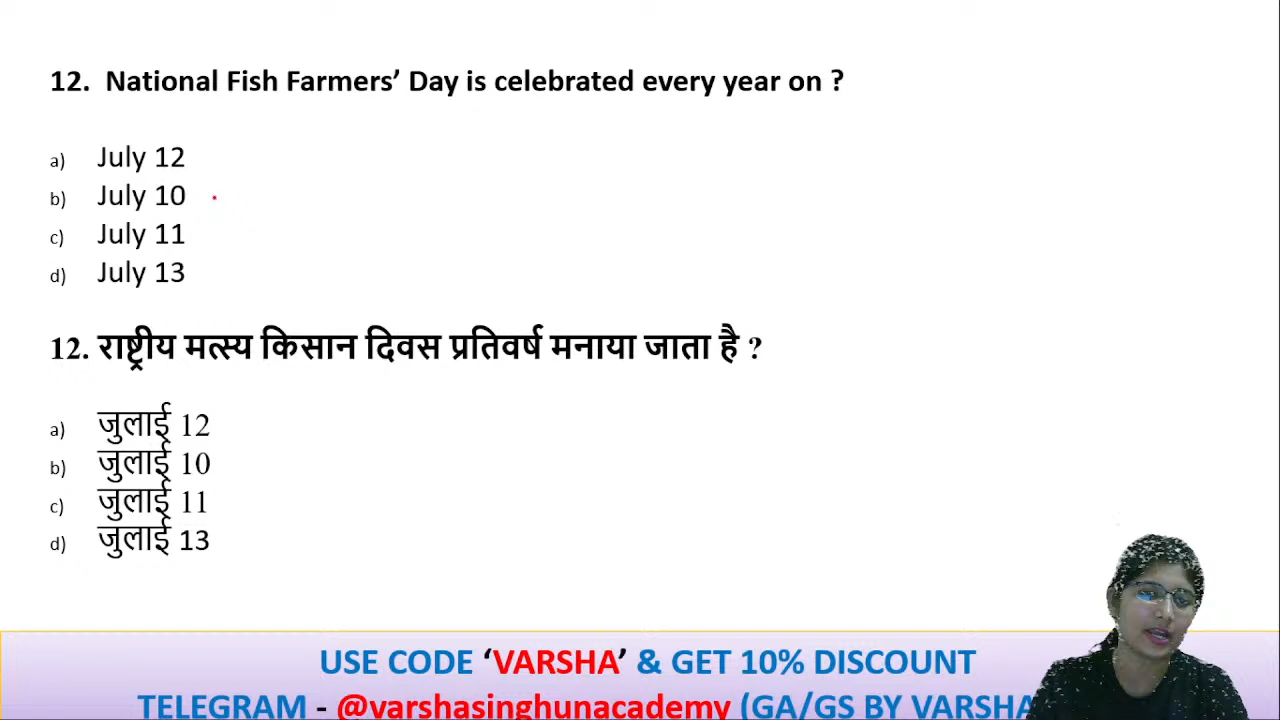 12. National Fish Farmers’ Day is celebrated every year on ?
a) July 12
b) July 10
c) July 11
d) July 13
12. राष्ट्रीय मत्स्य किसान दिवस प्रतिवर्ष मनाया जाता है ?
a) जुलाई 12
b) जुलाई 10
c) जुलाई 11
d) जुलाई 13
USE CODE ‘VARSHA’ & GET 10% DISCOUNT
TELEGRAM - @varshasinghunacademy (GA/GS BY VARSHA